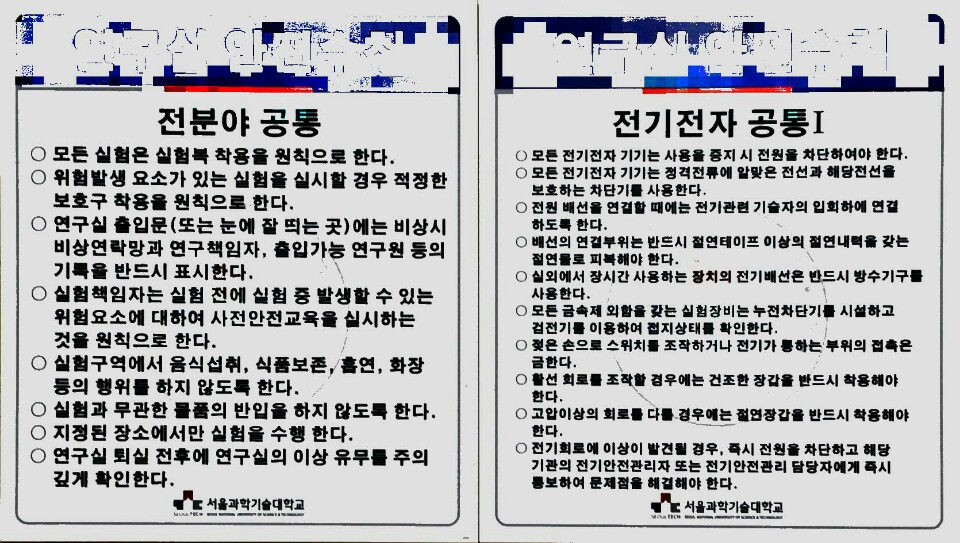 연구실 안전수칙
전분야 공통
○ 모든 실험은 실험복 착용을 원칙으로 한다.
○ 위험발생 요소가 있는 실험을 실시할 경우 적정한
보호구 착용을 원칙으로 한다.
○ 연구실 출입문(또는 눈에 잘 띄는 곳)에는 비상시
비상연락망과 연구책임자, 출입가능 연구원 등의
기록을 반드시 표시한다.
○ 실험책임자는 실험 전에 실험 중 발생할 수 있는
위험요소에 대하여 사전안전교육을 실시하는
것을 원칙으로 한다.
○ 실험구역에서 음식섭취, 식품보존, 흡연, 화장
등의 행위를 하지 않도록 한다.
○ 실험과 무관한 물품의 반입을 하지 않도록 한다.
○ 지정된 장소에서만 실험을 수행 한다.
○ 연구실 퇴실 전후에 연구실의 이상 유무를 주의
깊게 확인한다.
서울과학기술대학교
SEOUL NATIONAL UNIVERSITY OF SCIENCE & TECHNOLOGY
연구실 안전수칙
전기전자 공통I
○ 모든 전기전자 기기는 사용을 중지 시 전원을 차단하여야 한다.
○ 모든 전기전자 기기는 정격전류에 알맞은 전선과 해당전선을
보호하는 차단기를 사용한다.
○ 전원 배선을 연결할 때에는 전기관련 기술자의 입회하에 연결
하도록 한다.
○ 배선의 연결부위는 반드시 절연테이프 이상의 절연내력을 갖는
절연물로 피복해야 한다.
○ 실외에서 장시간 사용하는 장치의 전기배선은 반드시 방수기구를
사용한다.
○ 모든 금속제 외함을 갖는 실험장비는 누전차단기를 시설하고
검전기를 이용하여 접지상태를 확인한다.
○ 젖은 손으로 스위치를 조작하거나 전기가 통하는 부위의 접촉은
금한다.
○ 활선 회로를 조작할 경우에는 건조한 장갑을 반드시 착용해야
한다.
○ 고압이상의 회로를 다룰 경우에는 절연장갑을 반드시 착용해야
한다.
○ 전기회로에 이상이 발견될 경우, 즉시 전원을 차단하고 해당
기관의 전기안전관리자 또는 전기안전관리 담당자에게 즉시
통보하여 문제점을 해결해야 한다.
서울과학기술대학교
SEOUL NATIONAL UNIVERSITY OF SCIENCE & TECHNOLOGY